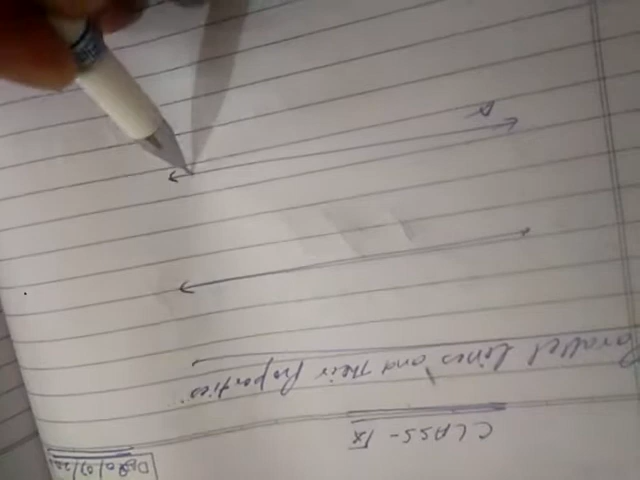 CLASS - IX
Parallel Lines and Their Properties
A